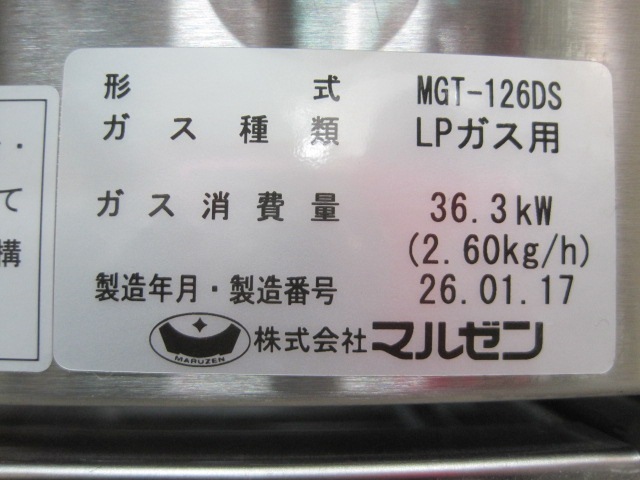 形式 MGT-126DS
ガス種類 LPガス用
ガス消費量 36.3kW
(2.60kg/h)
製造年月・製造番号 26.01.17
MARUZEN 株式会社マルゼン
・
て
構